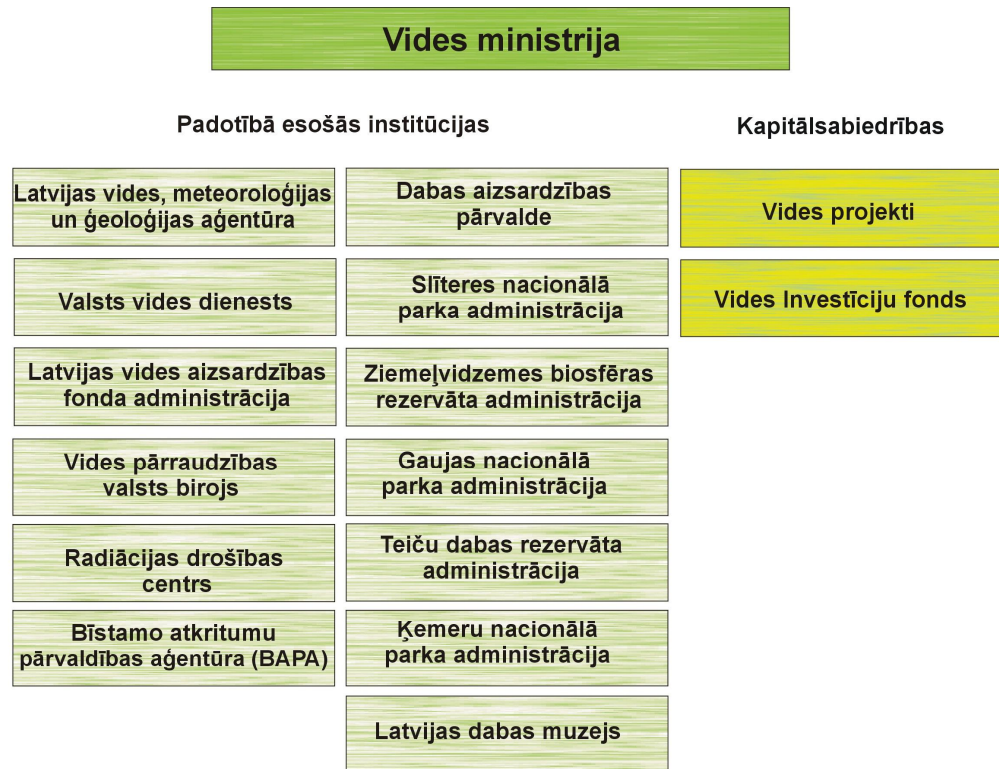 Vides ministrija
Padotībā esošās institūcijas
Kapitālsabiedrības
Latvijas vides, meteoroloģijas
un ģeoloģijas aģentūra
Valsts vides dienests
Latvijas vides aizsardzības
fonda administrācija
Vides pārraudzības
valsts birojs
Radiācijas drošības
centrs
Bīstamo atkritumu
pārvaldības aģentūra (BAPA)
Dabas aizsardzības
pārvalde
Slīteres nacionālā
parka administrācija
Ziemeļvidzemes biosfēras
rezervāta administrācija
Gaujas nacionālā
parka administrācija
Teiču dabas rezervāta
administrācija
Ķemeru nacionālā
parka administrācija
Latvijas dabas muzejs
Vides projekti
Vides Investīciju fonds